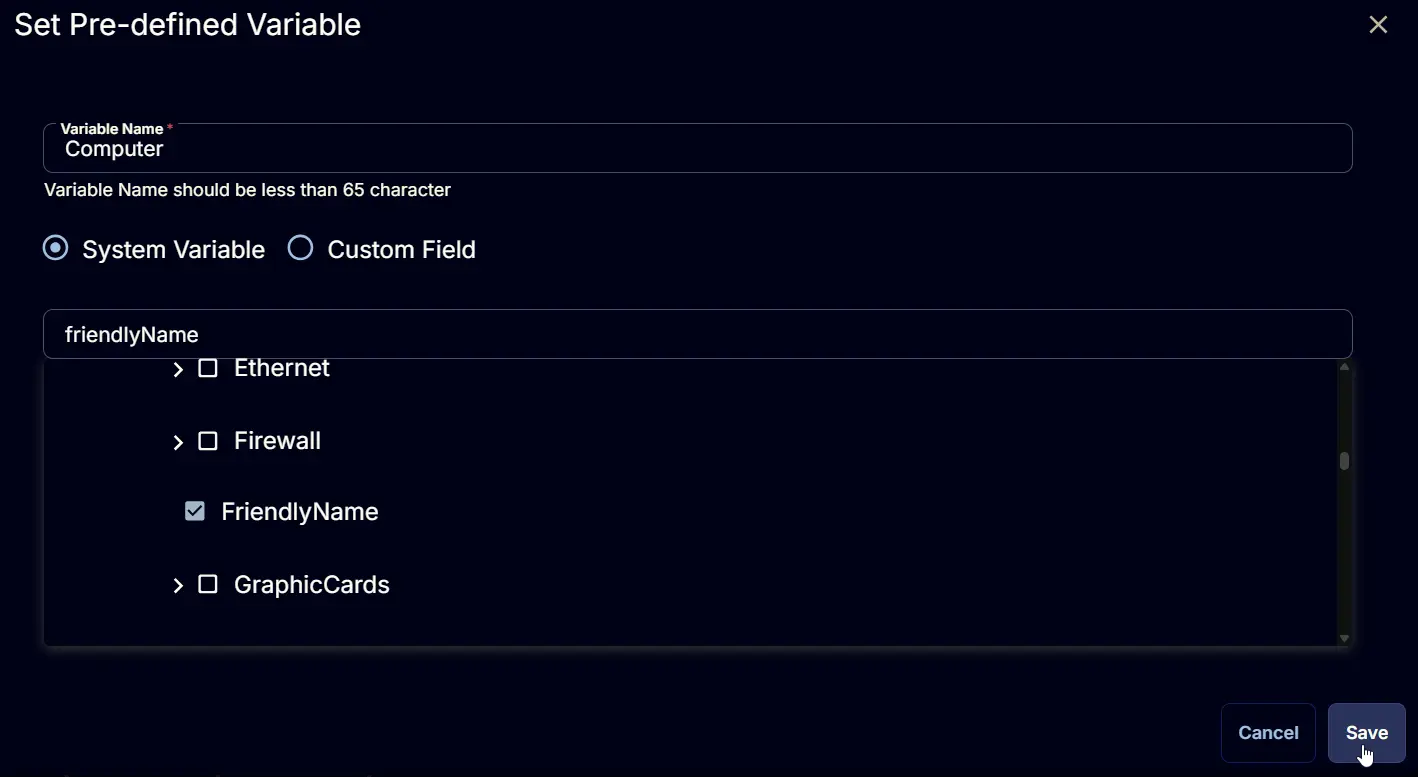 Set Pre-defined Variable
Variable Name *
Computer
Variable Name should be less than 65 character
System Variable Custom Field
friendlyName
Ethernet
Firewall
FriendlyName
GraphicCards
Cancel Save